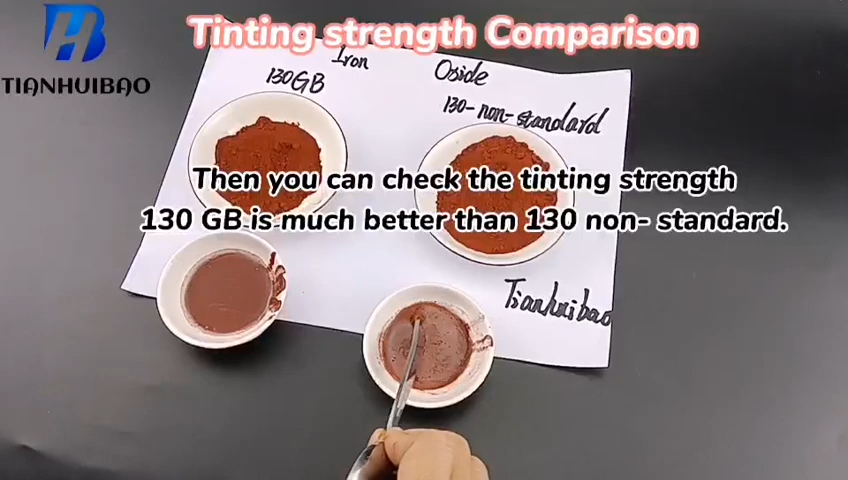 Tinting strength Comparison
TIANHUIBAO
Iron Oside
130GB
130-non-standard
Then you can check the tinting strength
130 GB is much better than 130 non- standard.
Tianhuibao